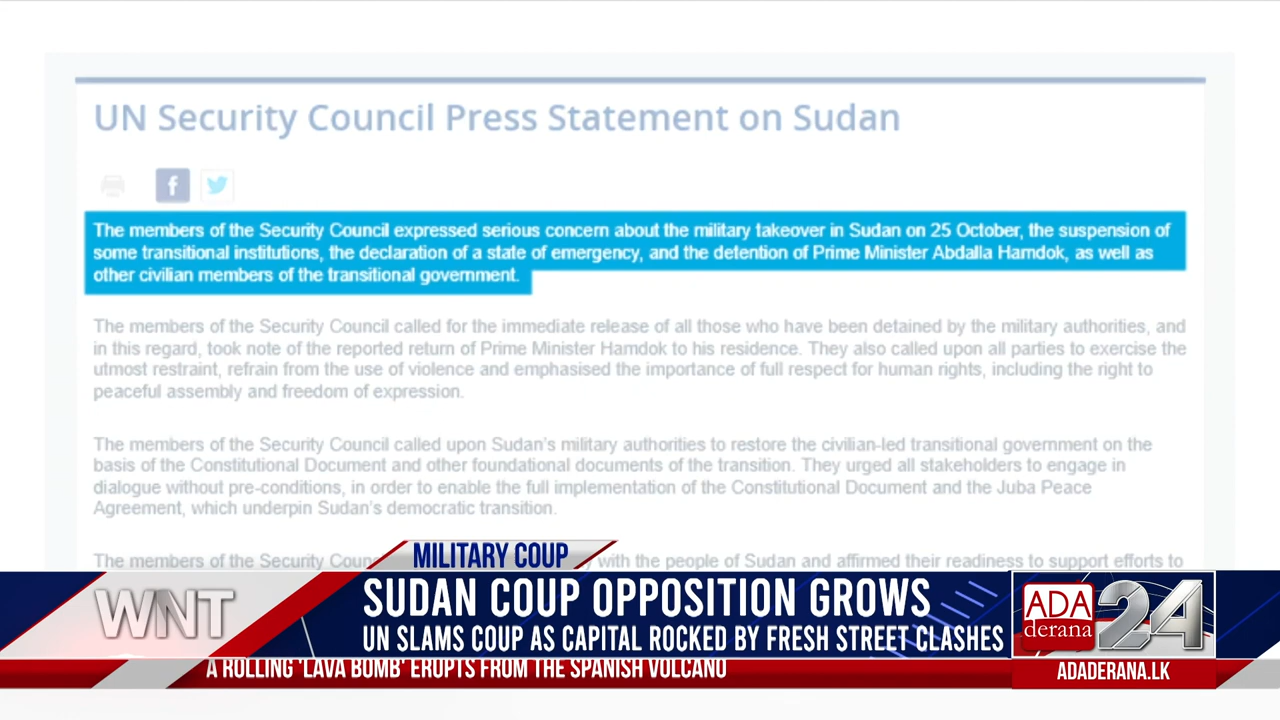 UN Security Council Press Statement on Sudan
f
The members of the Security Council expressed serious concern about the military takeover in Sudan on 25 October, the suspension of
some transitional institutions, the declaration of a state of emergency, and the detention of Prime Minister Abdalla Hamdok, as well as
other civilian members of the transitional government.
The members of the Security Council called for the immediate release of all those who have been detained by the military authorities, and
in this regard, took note of the reported return of Prime Minister Hamdok to his residence. They also called upon all parties to exercise the
utmost restraint, refrain from the use of violence and emphasised the importance of full respect for human rights, including the right to
peaceful assembly and freedom of expression.
The members of the Security Council called upon Sudan's military authorities to restore the civilian-led transitional government on the
basis of the Constitutional Document and other foundational documents of the transition. They urged all stakeholders to engage in
dialogue without pre-conditions, in order to enable the full implementation of the Constitutional Document and the Juba Peace
Agreement, which underpin Sudan's democratic transition.
The members of the Security with the people of Sudan and affirmed their readiness to support efforts to
MILITARY COUP
WNT
SUDAN COUP OPPOSITION GROWS
UN SLAMS COUP AS CAPITAL ROCKED BY FRESH STREET CLASHES
ADA
derana
24
A ROLLING 'LAVA BOMB' ERUPTS FROM THE SPANISH VOLCANO
ADADERANA.LK